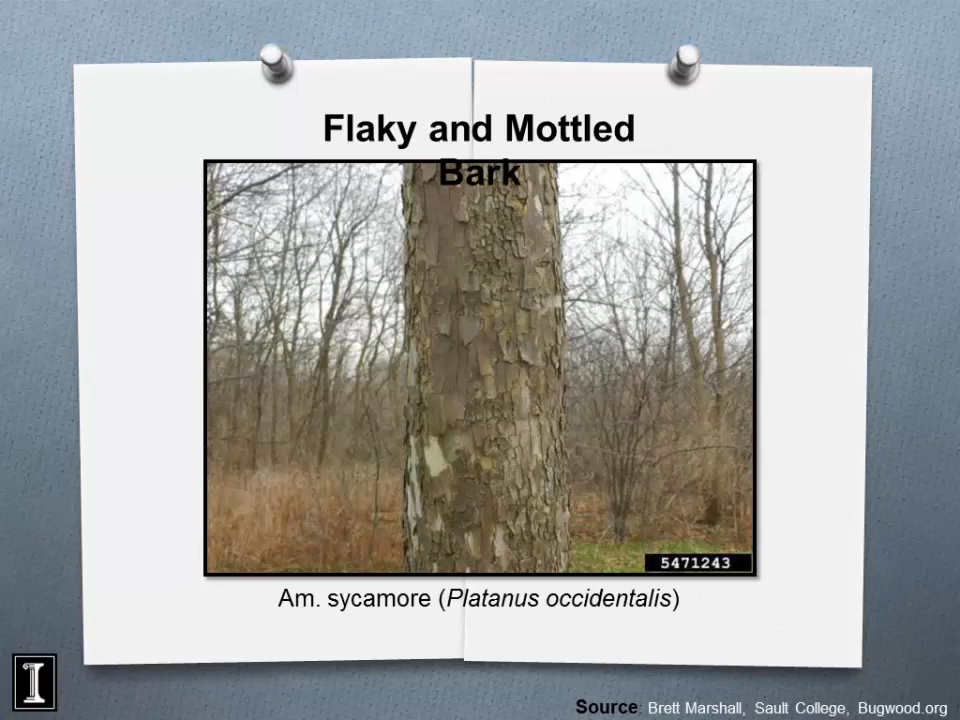 Flaky and Mottled
Bark
5471243
Am. sycamore (Platanus occidentalis)
I
Source: Brett Marshall, Sault College, Bugwood.org